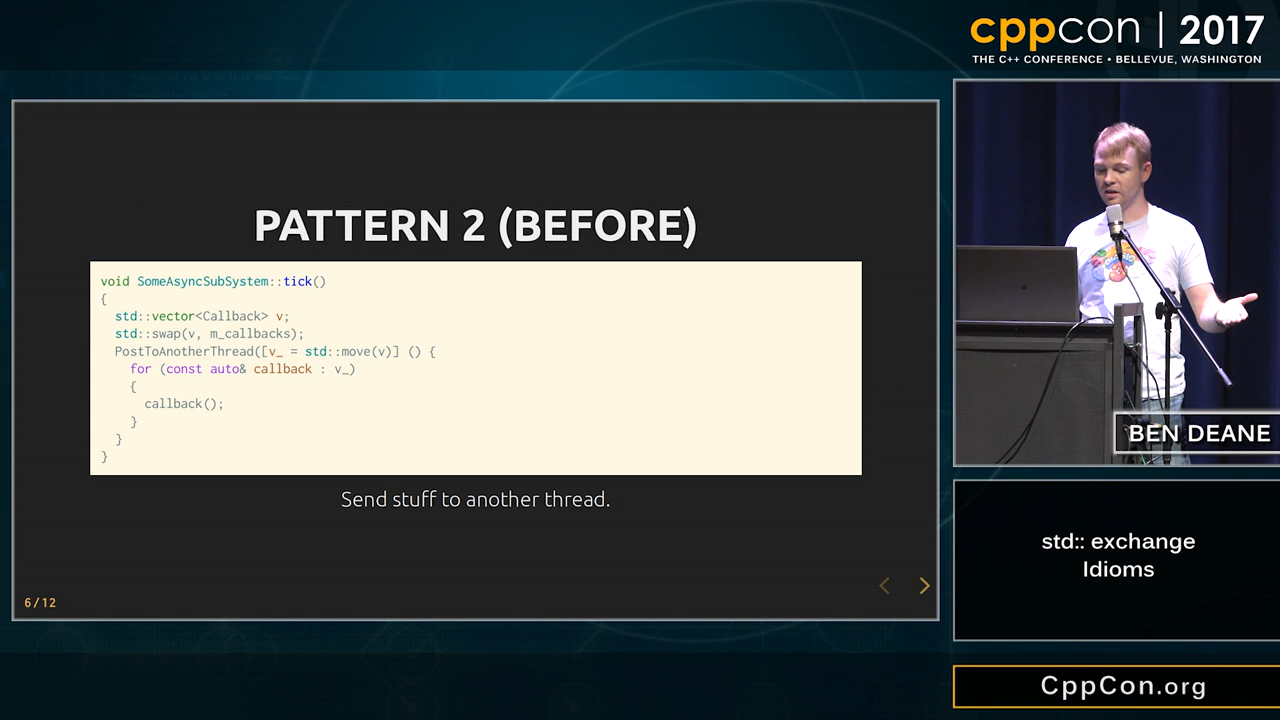 cppcon | 2017
THE C++ CONFERENCE • BELLEVUE, WASHINGTON
PATTERN 2 (BEFORE)
void SomeAsyncSubSystem::tick()
{
  std::vector<Callback> v;
  std::swap(v, m_callbacks);
  PostToAnotherThread([v_ = std::move(v)] () {
    for (const auto& callback : v_)
    {
      callback();
    }
  }
}
Send stuff to another thread.
6/12
BEN DEANE
std:: exchange
Idioms
CppCon.org